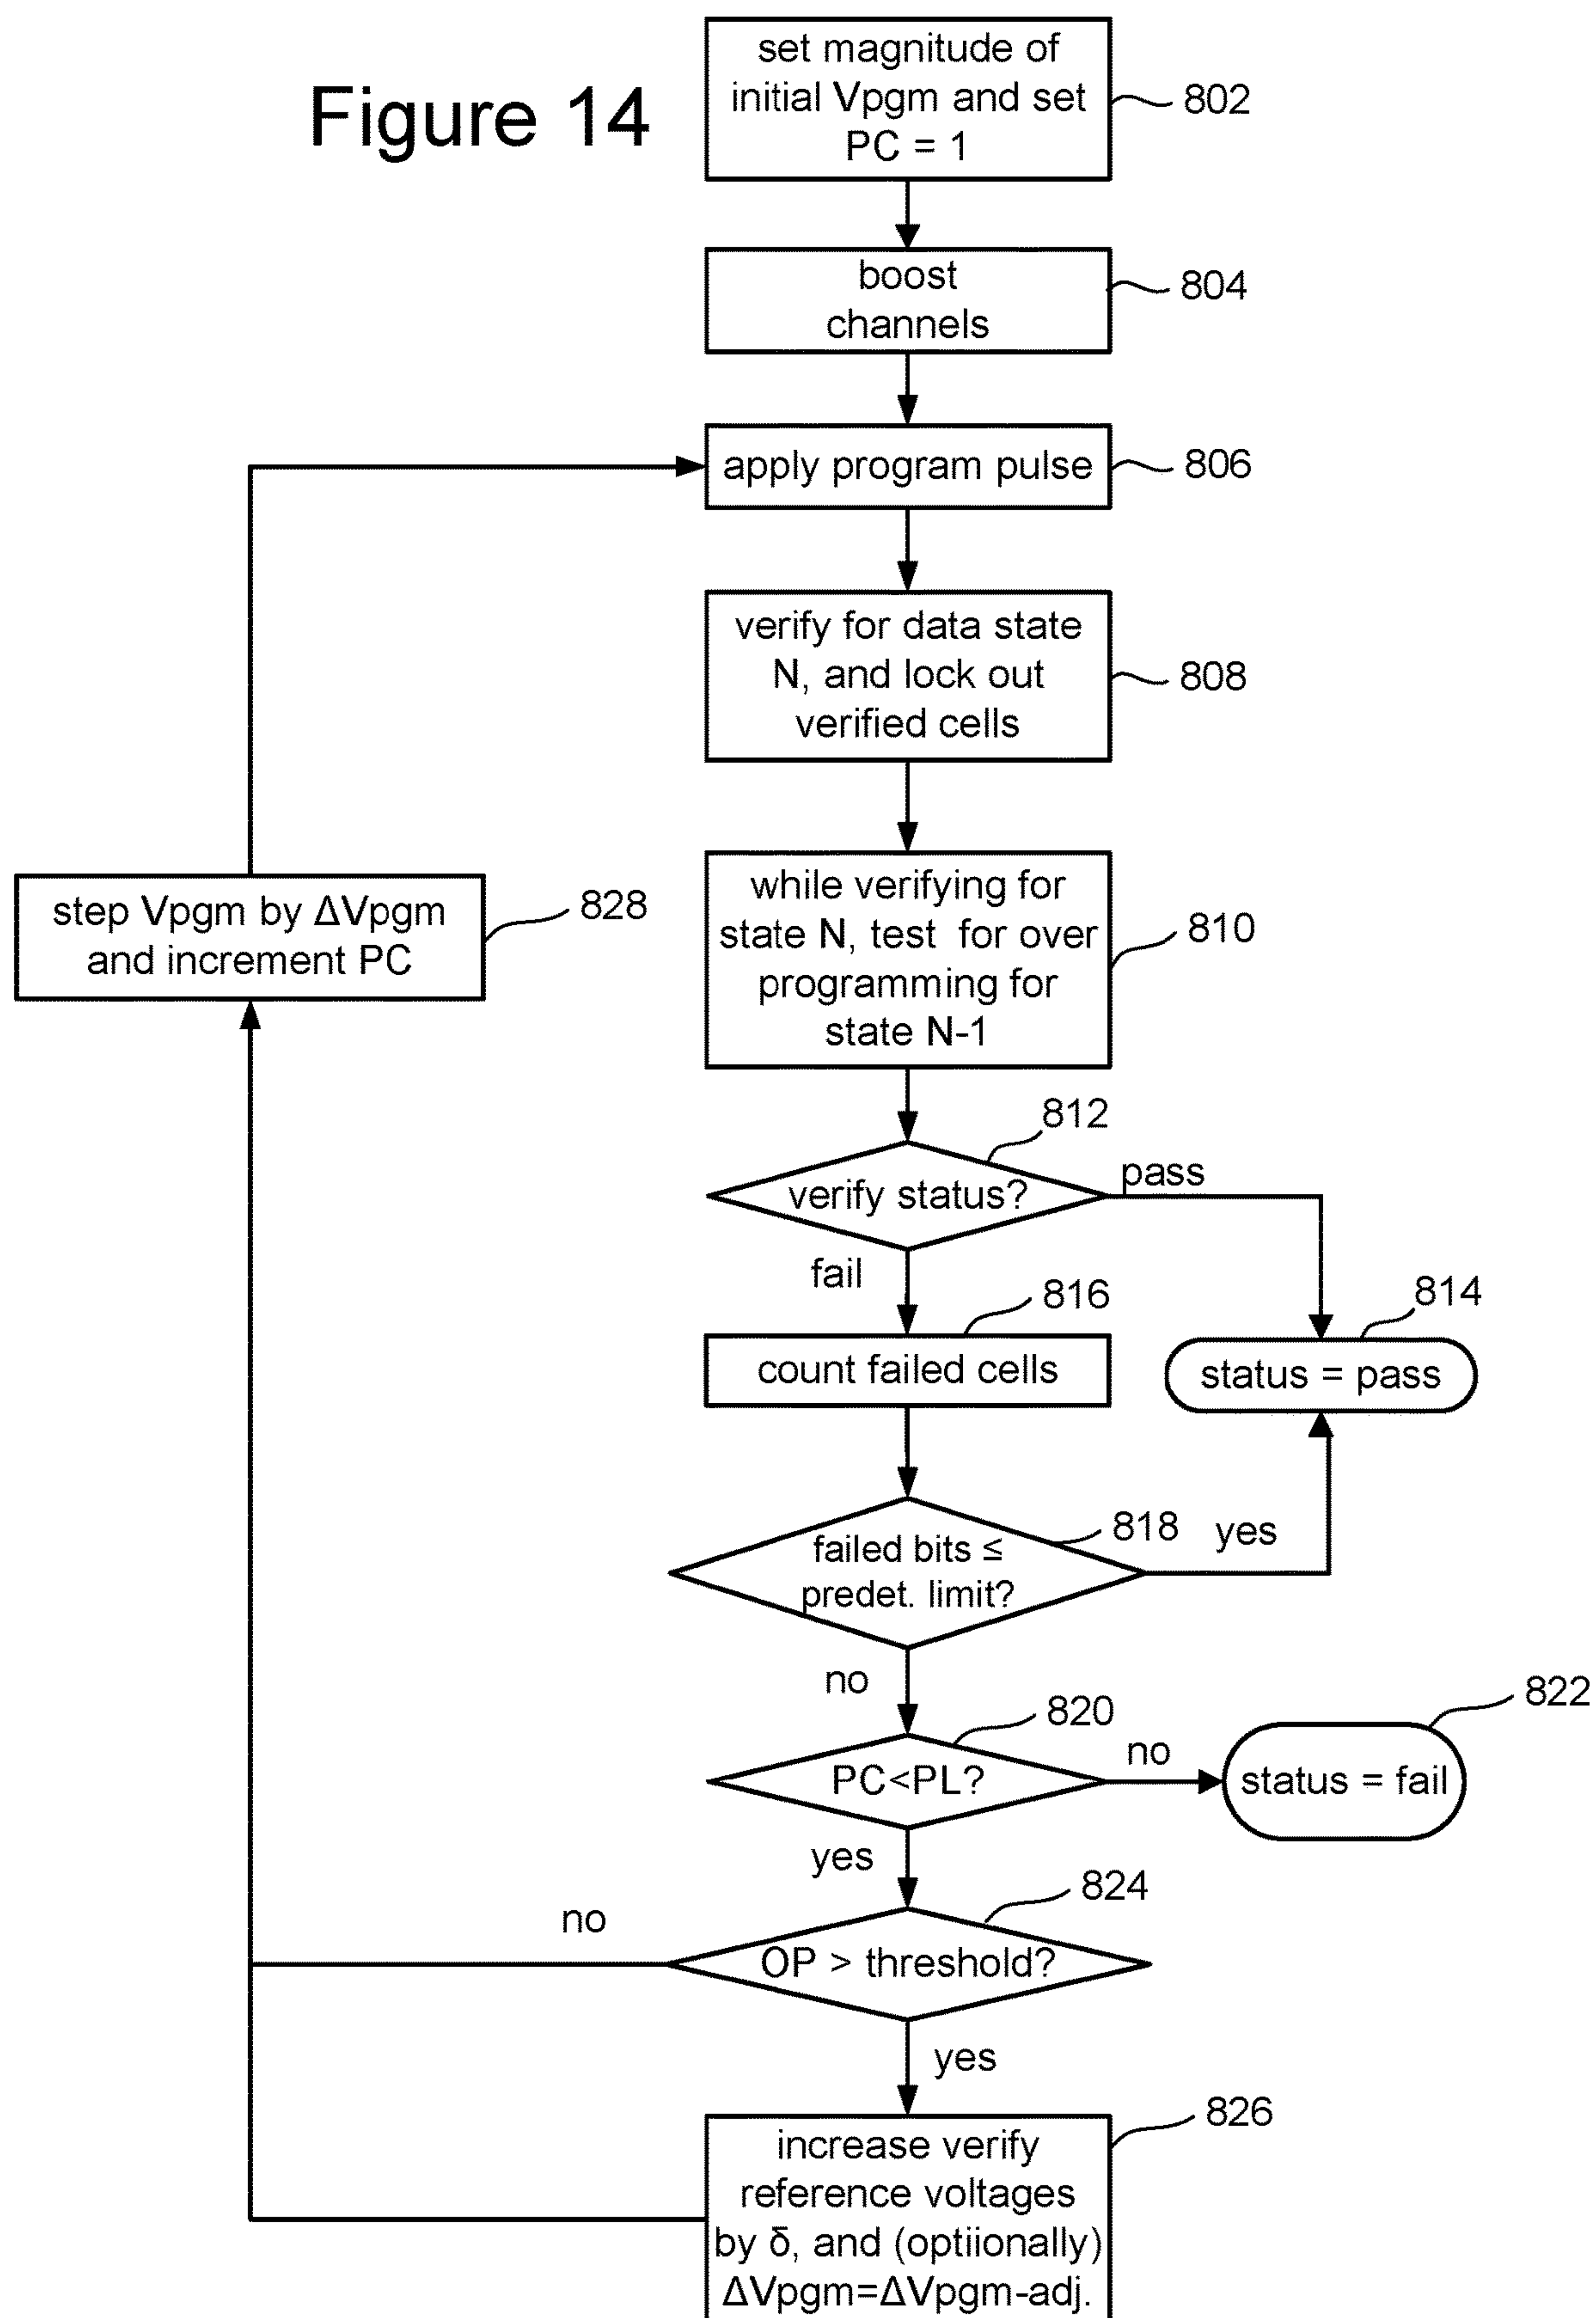 Figure 14
set magnitude of
initial Vpgm and set
PC = 1
802
boost
channels
804
apply program pulse
806
verify for data state
N, and lock out
verified cells
808
step Vpgm by ΔVpgm
and increment PC
828
while verifying for
state N, test for over
programming for
state N-1
810
812
verify status?
pass
fail
816
count failed cells
814
status = pass
818
failed bits ≤
predet. limit?
yes
no
820
PC<PL?
no
822
status = fail
yes
824
OP > threshold?
no
yes
826
increase verify
reference voltages
by δ, and (optiionally)
ΔVpgm=ΔVpgm-adj.